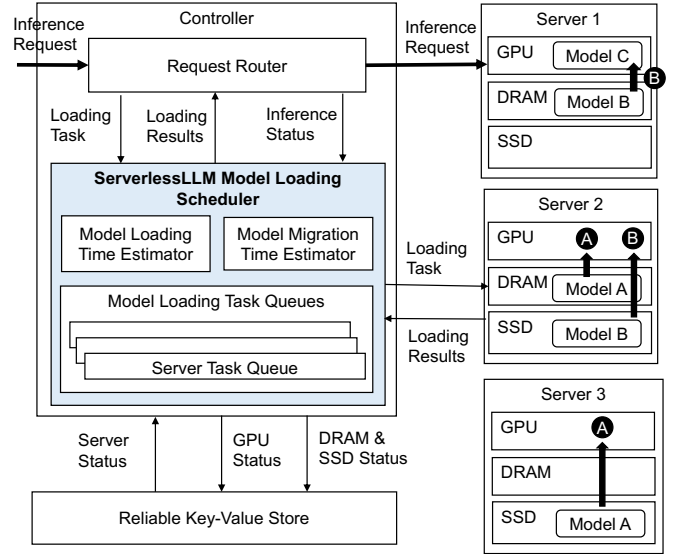 Controller
Inference
Request
Request Router
Inference
Request
Loading
Task
Loading
Results
Inference
Status
ServerlessLLM Model Loading
Scheduler
Model Loading
Time Estimator
Model Migration
Time Estimator
Model Loading Task Queues
Server Task Queue
Loading
Task
Loading
Results
Server
Status
GPU
Status
DRAM &
SSD Status
Reliable Key-Value Store
Server 1
GPU
Model C
B
DRAM
Model B
SSD
Server 2
GPU
A
B
DRAM
Model A
SSD
Model B
Server 3
GPU
A
DRAM
SSD
Model A